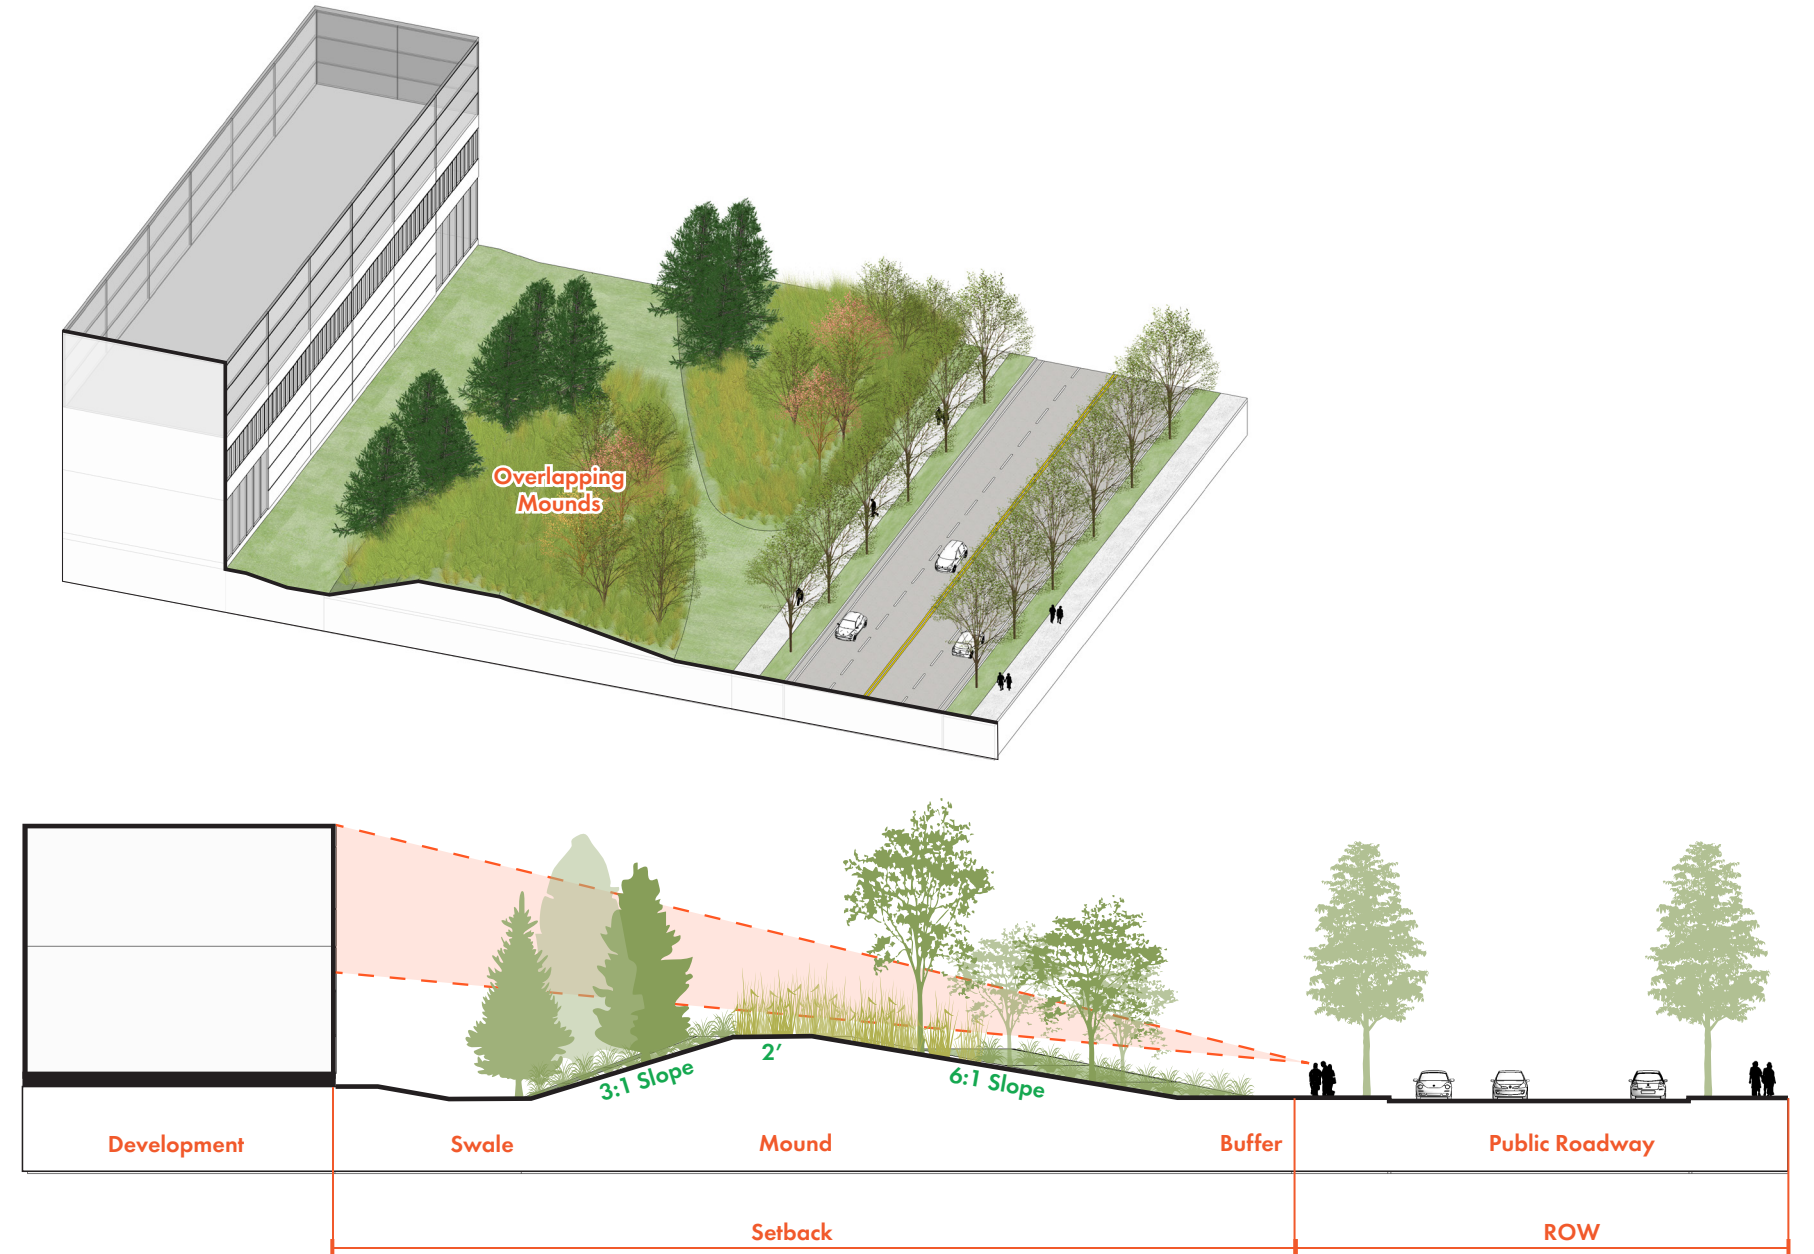 Overlapping
Mounds
2’
3:1 Slope
6:1 Slope
Development
Swale
Mound
Buffer
Public Roadway
Setback
ROW